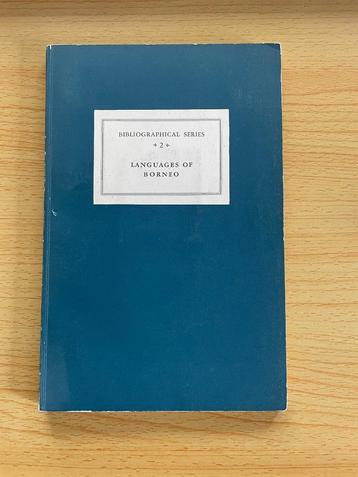 BIBLIOGRAPHICAL SERIES
+ 2 +
LANGUAGES OF
BORNEO